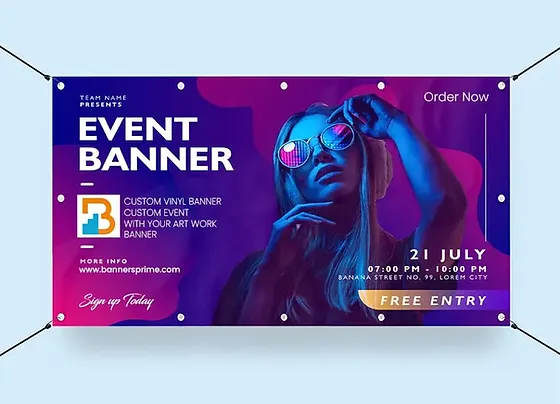 TEAM NAME
PRESENTS
EVENT
BANNER
B
CUSTOM VINYL BANNER
CUSTOM EVENT
WITH YOUR ART WORK
BANNER
MORE INFO
www.bannersprime.com
Sign up Today
Order Now
21 JULY
07:00 PM - 10:00 PM
BANANA STREET NO. 99, LOREM CITY
FREE ENTRY